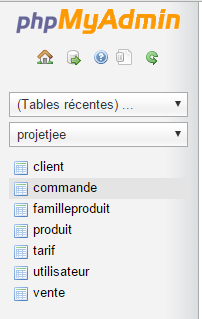 phpMyAdmin
(Tables récentes) ...
projetjee
client
commande
familleproduit
produit
tarif
utilisateur
vente